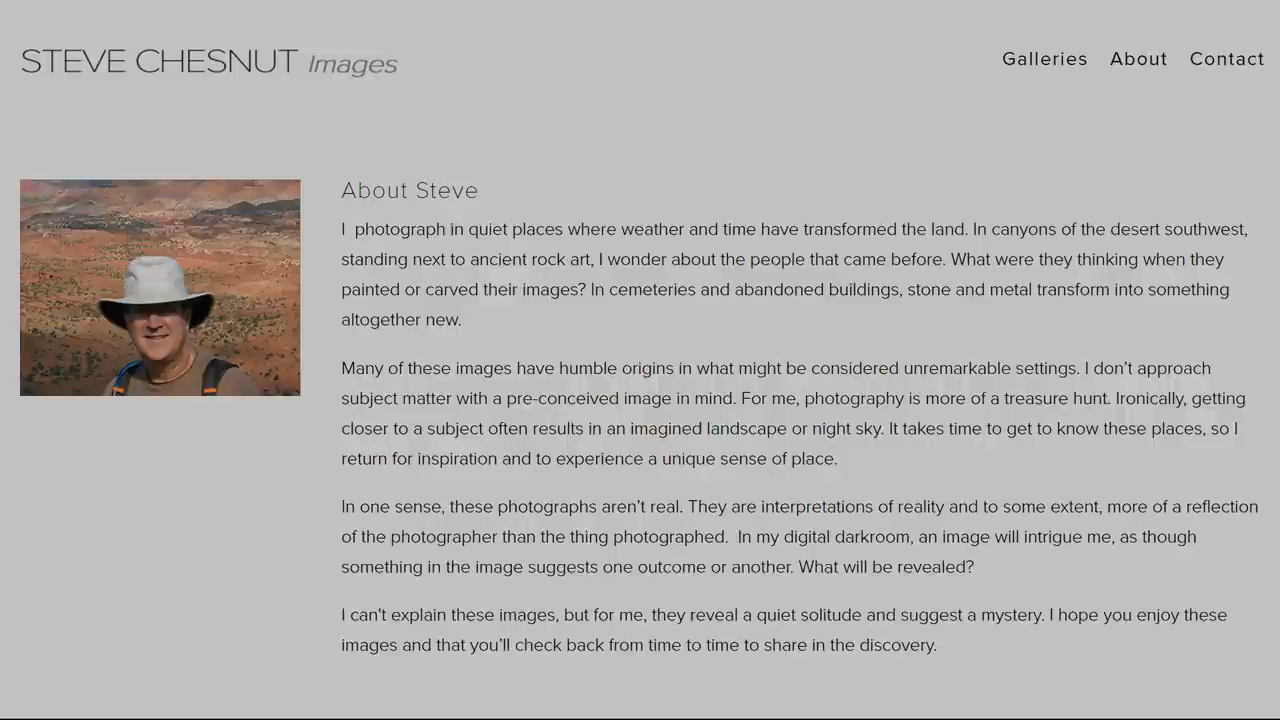 STEVE CHESNUT Images
Galleries About Contact
About Steve
I  photograph in quiet places where weather and time have transformed the land. In canyons of the desert southwest,
standing next to ancient rock art, I wonder about the people that came before. What were they thinking when they
painted or carved their images? In cemeteries and abandoned buildings, stone and metal transform into something
altogether new.
Many of these images have humble origins in what might be considered unremarkable settings. I don’t approach
subject matter with a pre-conceived image in mind. For me, photography is more of a treasure hunt. Ironically, getting
closer to a subject often results in an imagined landscape or night sky. It takes time to get to know these places, so I
return for inspiration and to experience a unique sense of place.
In one sense, these photographs aren’t real. They are interpretations of reality and to some extent, more of a reflection
of the photographer than the thing photographed.  In my digital darkroom, an image will intrigue me, as though
something in the image suggests one outcome or another. What will be revealed?
I can't explain these images, but for me, they reveal a quiet solitude and suggest a mystery. I hope you enjoy these
images and that you’ll check back from time to time to share in the discovery.